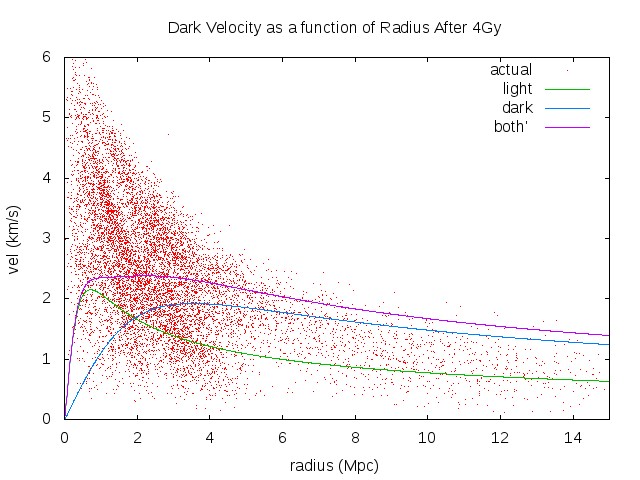 Dark Velocity as a function of Radius After 4Gy
actual
light
dark
both'
6
5
4
3
2
1
0
vel (km/s)
0 2 4 6 8 10 12 14
radius (Mpc)